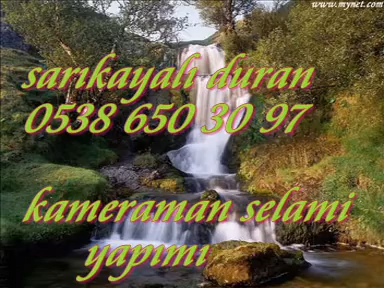 www.mynet.com
sarıkayalı duran
0538 650 30 97
kameraman selami
yapımı